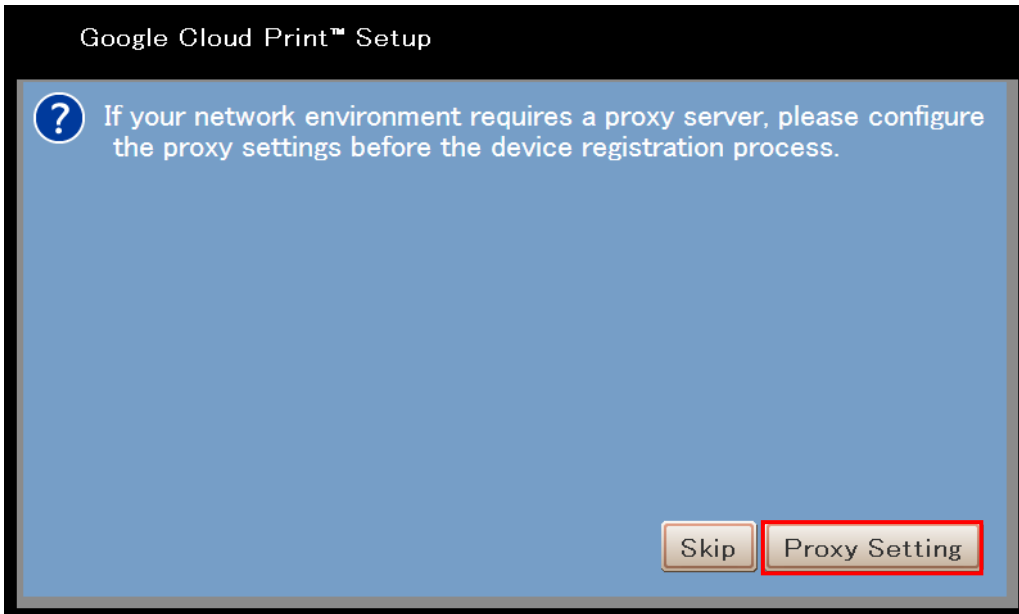 Google Cloud Print™ Setup
? If your network environment requires a proxy server, please configure
the proxy settings before the device registration process.
Skip Proxy Setting